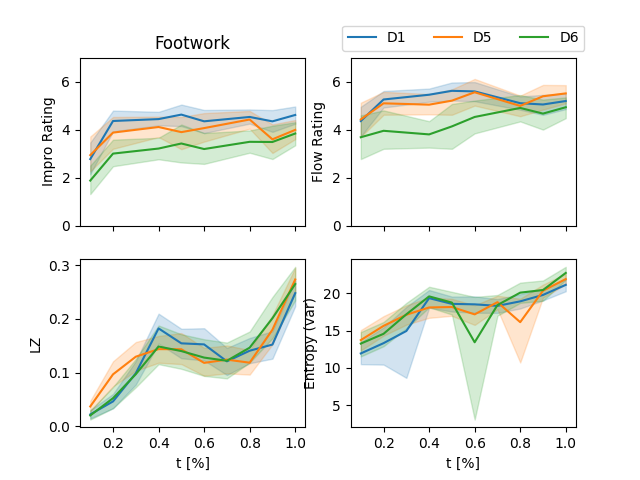 D1 D5 D6
Footwork
Impro Rating
6
4
2
0
Flow Rating
6
4
2
0
LZ
0.3
0.2
0.1
0.0
0.2 0.4 0.6 0.8 1.0
t [%]
Entropy (var)
20
15
10
5
0.2 0.4 0.6 0.8 1.0
t [%]